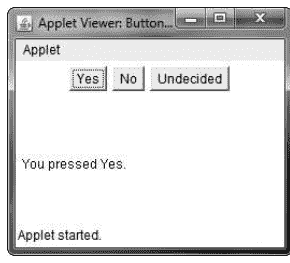 Applet Viewer: Button...
Applet
Yes No Undecided
You pressed Yes.
Applet started.